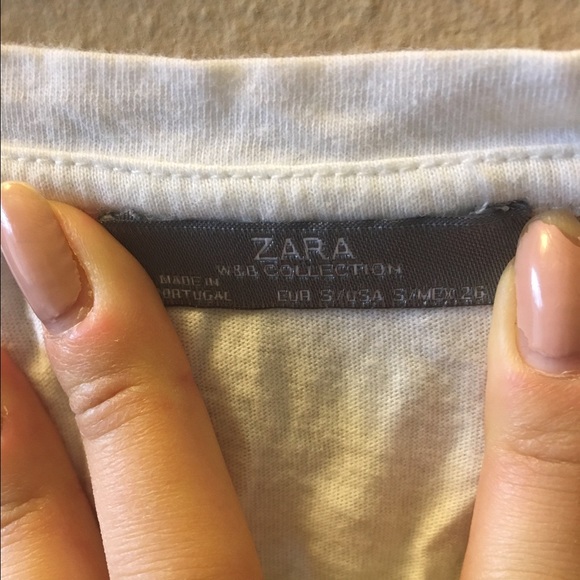 ZARA
W&B COLLECTION
MADE IN
PORTUGAL
EUR S/USA S/MEX 26